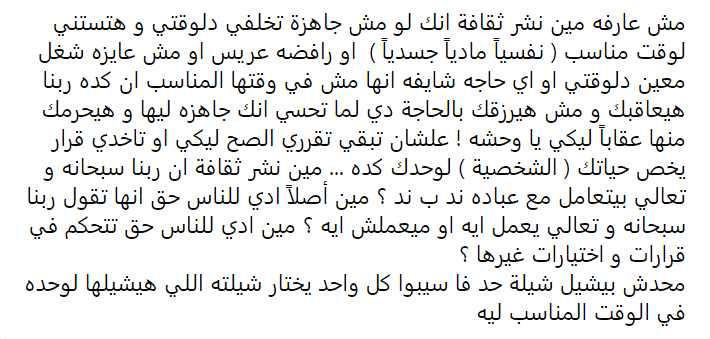 مش عارفه مين نشر ثقافة انك لو مش جاهزة تخلفي دلوقتي و هتستني
لوقت مناسب ( نفسياً مادياً جسدياً )  او رافضه عريس او مش عايزه شغل
معين دلوقتي او اي حاجه شايفه انها مش في وقتها المناسب ان كده ربنا
هيعاقبك و مش هيرزقك بالحاجة دي لما تحسي انك جاهزه ليها و هيحرمك
منها عقاباً ليكي يا وحشه ! علشان تبقي تقرري الصح ليكي او تاخدي قرار
يخص حياتك ( الشخصية ) لوحدك كده ... مين نشر ثقافة ان ربنا سبحانه و
تعالي بيتعامل مع عباده ند ب ند ؟ مين أصلاً ادي للناس حق انها تقول ربنا
سبحانه و تعالي يعمل ايه او ميعملش ايه ؟ مين ادي للناس حق تتحكم في
قرارات و اختيارات غيرها ؟
محدش بيشيل شيلة حد فا سيبوا كل واحد يختار شيلته اللي هيشيلها لوحده
في الوقت المناسب ليه